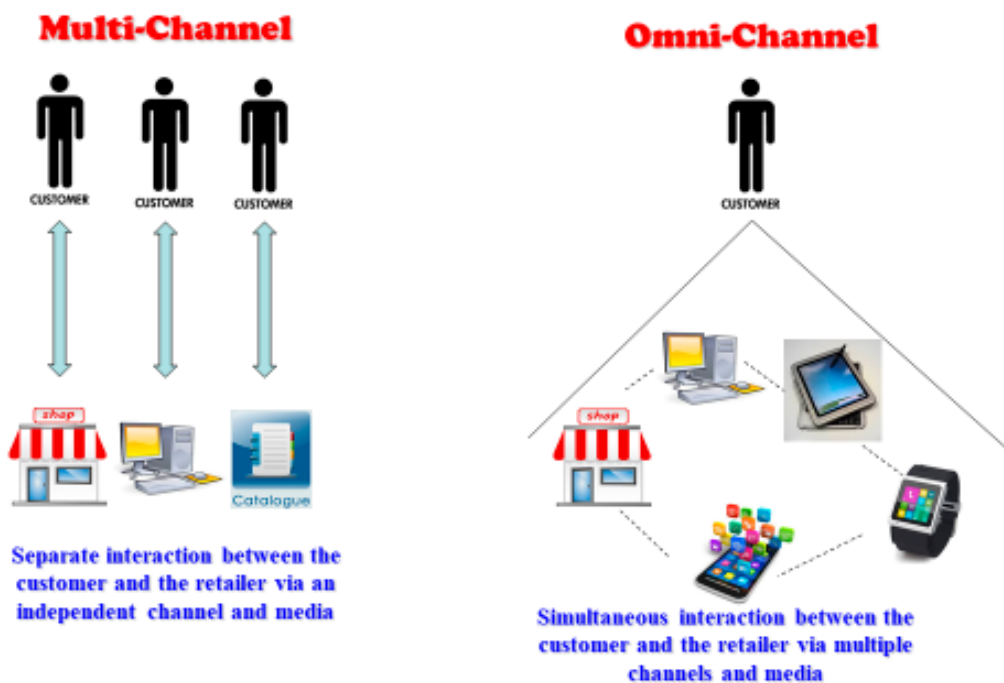 Multi-Channel
CUSTOMER
CUSTOMER
CUSTOMER
shop
Catalogue
Separate interaction between the
customer and the retailer via an
independent channel and media
Omni-Channel
CUSTOMER
shop
Simultaneous interaction between the
customer and the retailer via multiple
channels and media